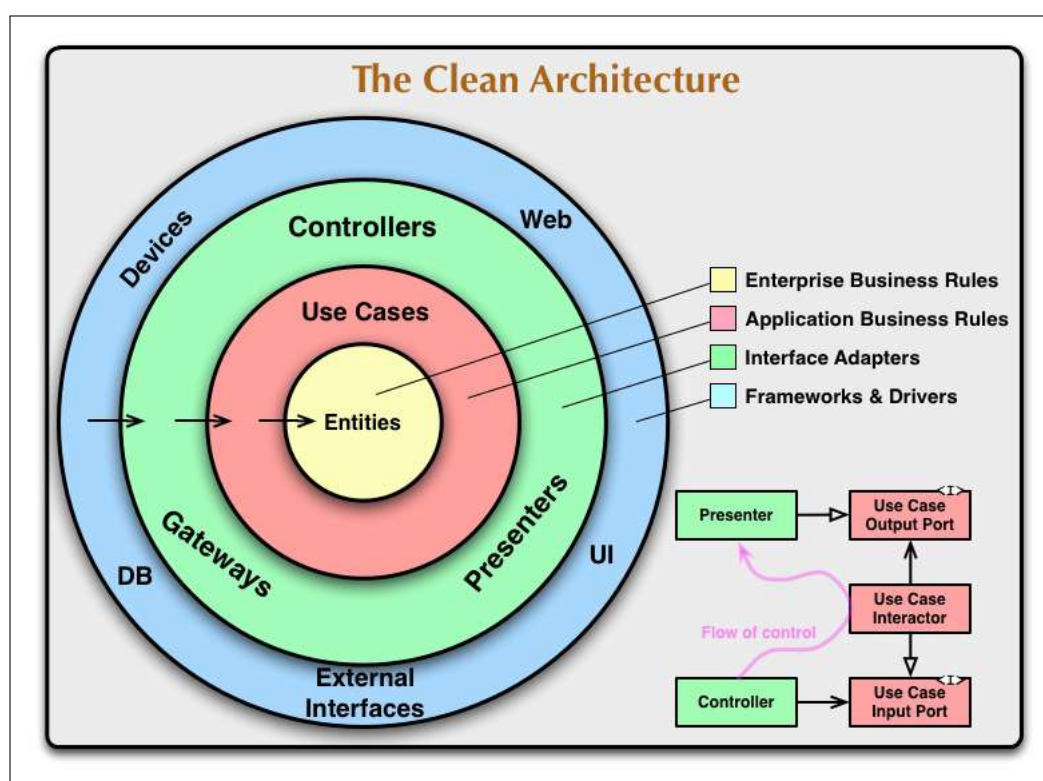 The Clean Architecture
Devices
Web
Controllers
Use Cases
Entities
Gateways
Presenters
DB
UI
External
Interfaces
Enterprise Business Rules
Application Business Rules
Interface Adapters
Frameworks & Drivers
Presenter
<I>
Use Case
Output Port
Use Case
Interactor
Flow of control
Controller
<I>
Use Case
Input Port